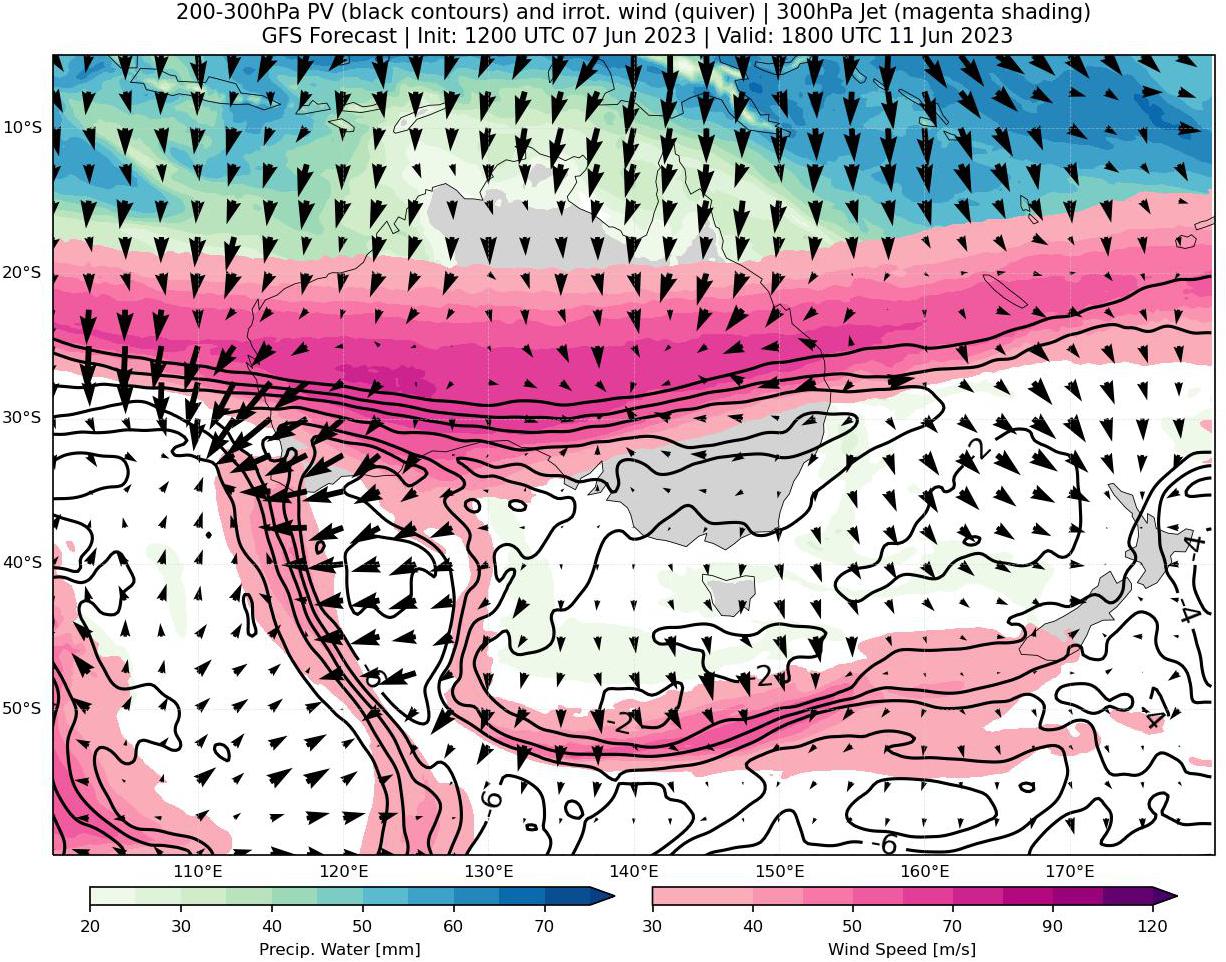 200-300hPa PV (black contours) and irrot. wind (quiver) | 300hPa Jet (magenta shading)
GFS Forecast | Init: 1200 UTC 07 Jun 2023 | Valid: 1800 UTC 11 Jun 2023
10°S
20°S
30°S
-2
40°S
-4
-4
-6
-2
50°S
-2
-4
-6
-6
110°E 120°E 130°E 140°E 150°E 160°E 170°E
20 30 40 50 60 70
30 40 50 60 70 80 90 120
Precip. Water [mm]
Wind Speed [m/s]